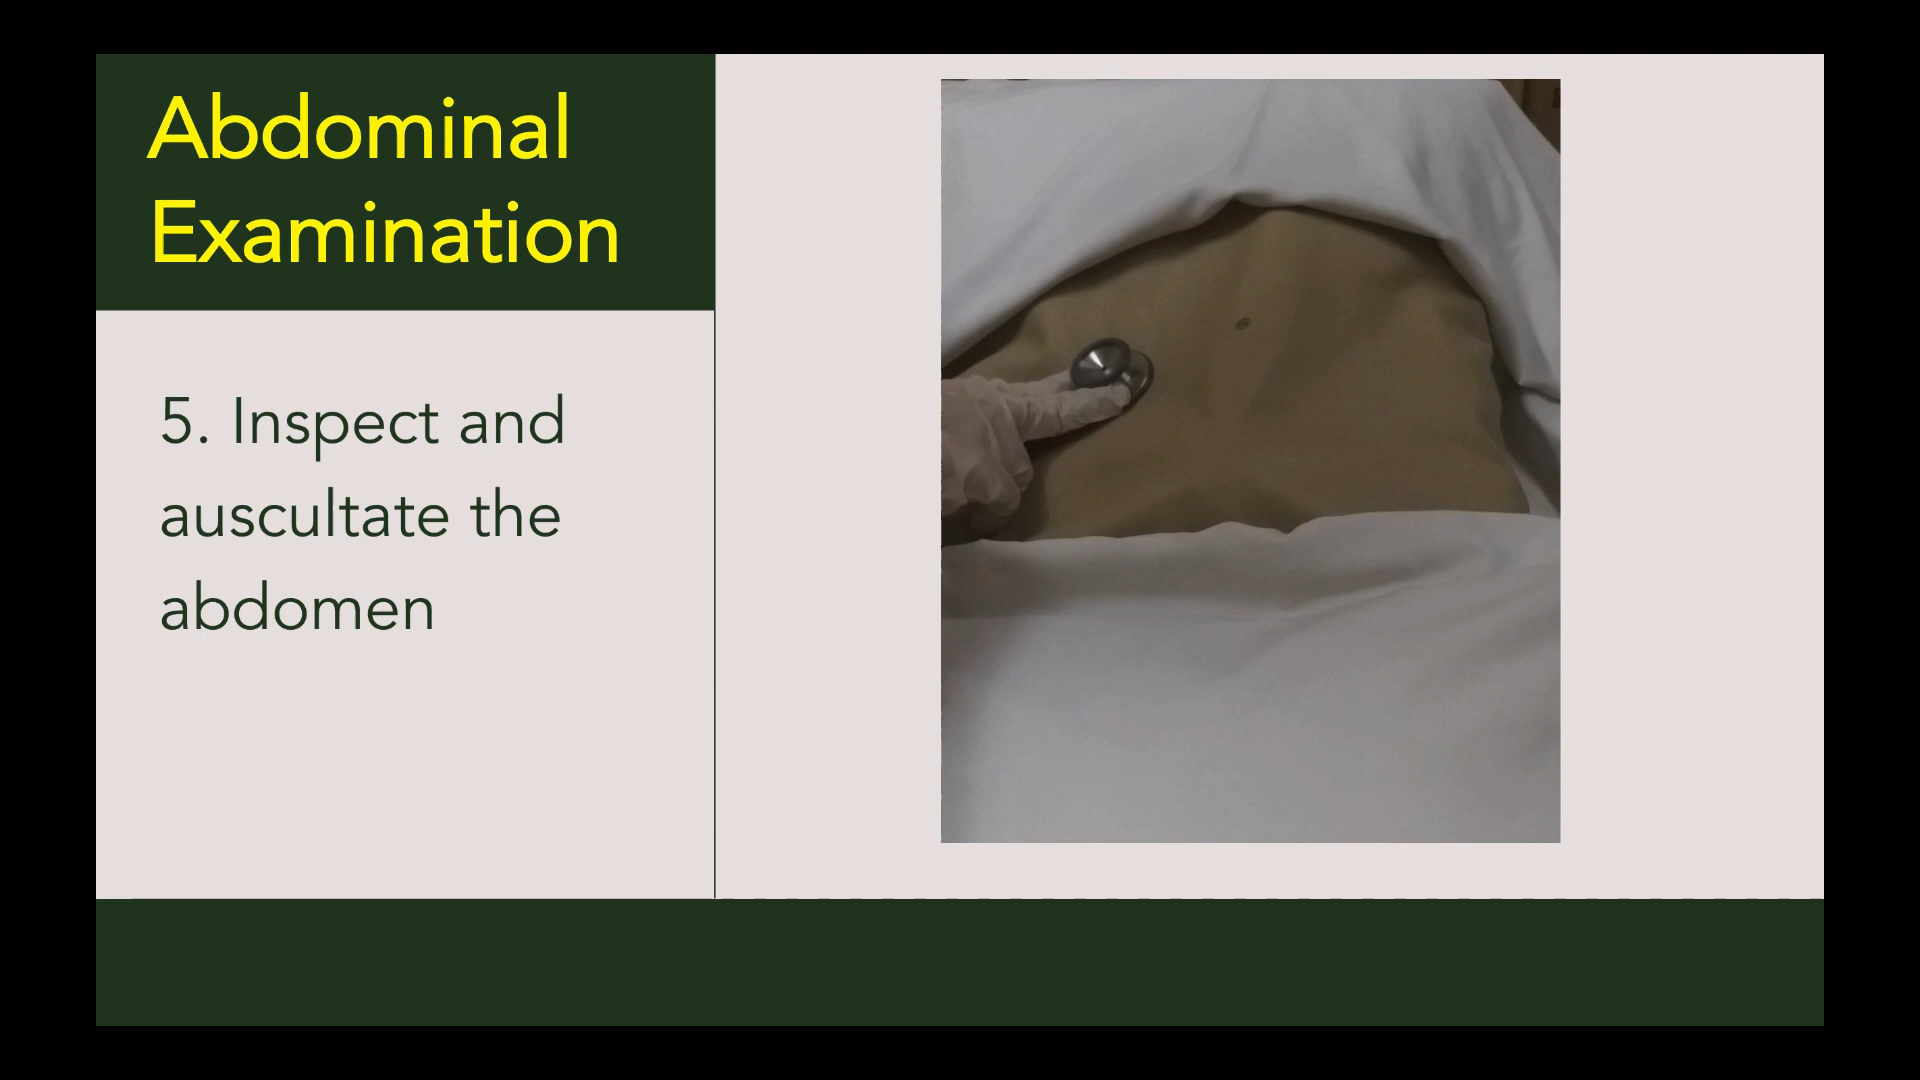 Abdominal
Examination
5. Inspect and
auscultate the
abdomen